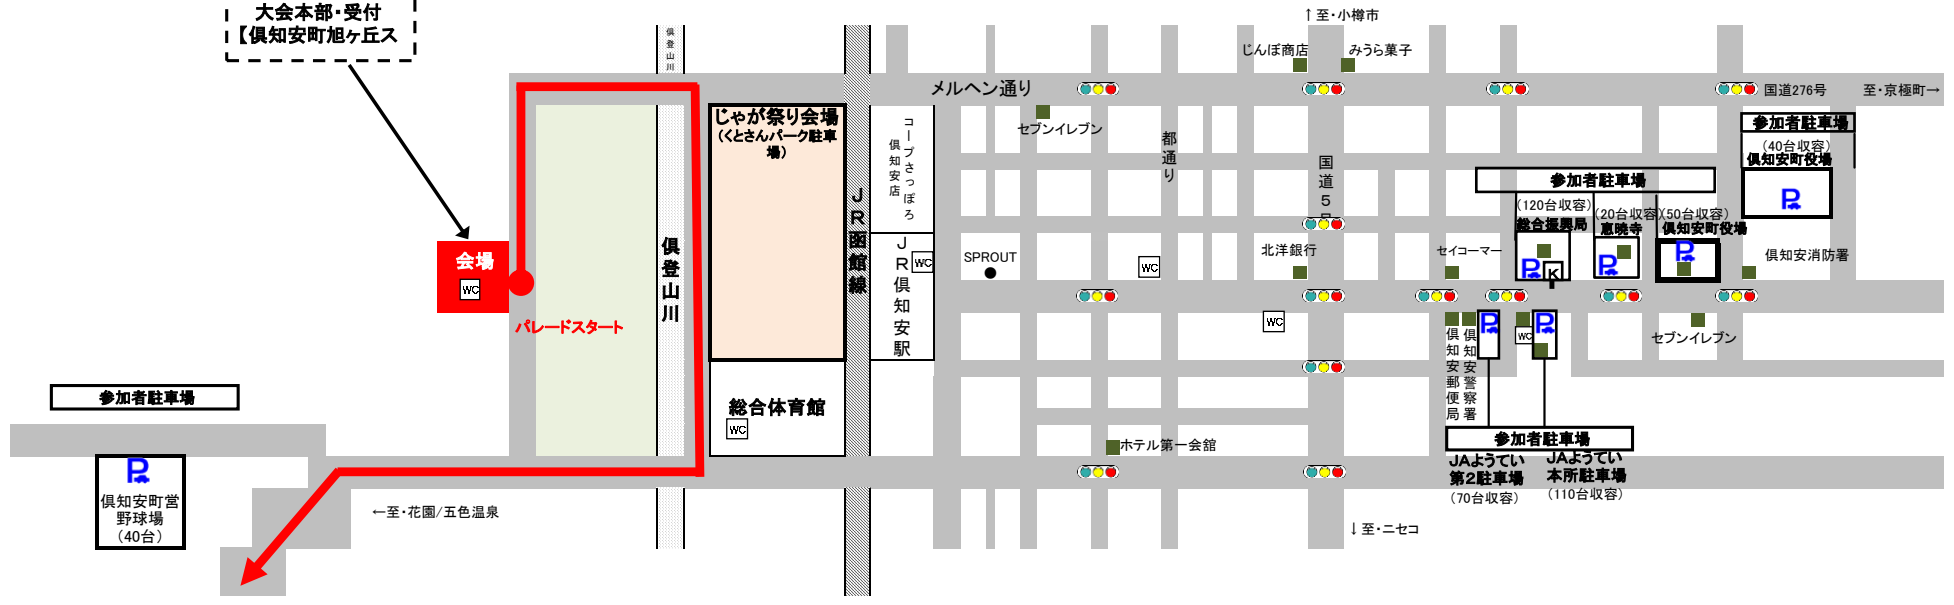 大会本部・受付
【倶知安町旭ヶ丘ス
会場
WC
パレードスタート
参加者駐車場
倶知安町営
野球場
(40台)
←至・花園/五色温泉
倶登山川
倶登山川
じゃが祭り会場
(くとさんパーク駐車
場)
総合体育館
WC
JR函館線
コープさっぽろ
倶知安店
JR倶知安駅
WC
メルヘン通り
セブンイレブン
SPROUT
都通り
WC
ホテル第一会舘
↑至・小樽市
じんぼ商店
みうら菓子
国道5号
北洋銀行
WC
↓至・ニセコ
国道276号
至・京極町→
参加者駐車場
(40台収容)
倶知安町役場
参加者駐車場
(120台収容)
総合振興局
(20台収容)
恵暁寺
(50台収容)
倶知安町役場
セイコーマー
K
倶知安消防署
セブンイレブン
倶知安郵便局
倶知安警察署
WC
参加者駐車場
JAようてい
第2駐車場
(70台収容)
JAようてい
本所駐車場
(110台収容)